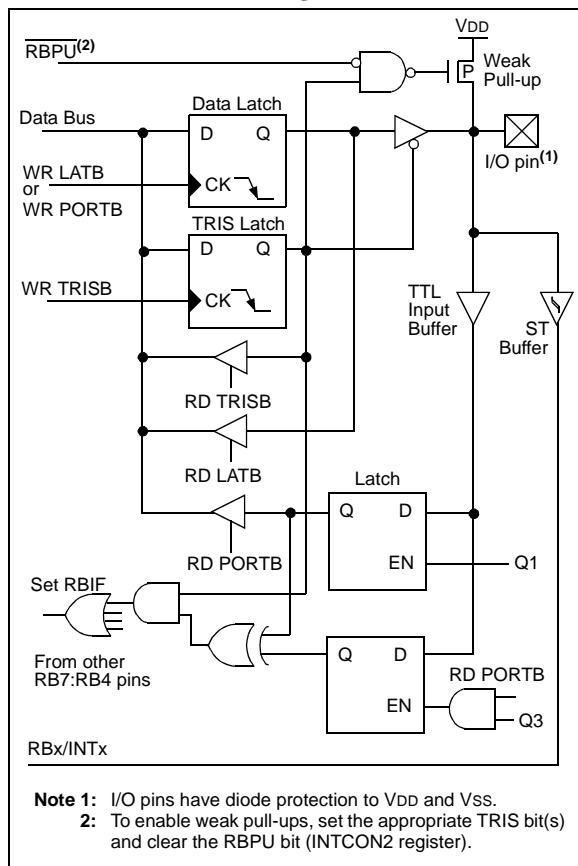 VDD
RBPU(2)
P
Weak
Pull-up
Data Latch
Data Bus
D
Q
I/O pin(1)
WR LATB
or
WR PORTB
CK
TRIS Latch
D
Q
WR TRISB
CK
TTL
Input
Buffer
ST
Buffer
RD TRISB
RD LATB
Latch
Q
D
RD PORTB
EN
Q1
Set RBIF
Q
D
From other
RB7:RB4 pins
RD PORTB
EN
Q3
RBx/INTx
Note 1: I/O pins have diode protection to VDD and VSS.
2: To enable weak pull-ups, set the appropriate TRIS bit(s)
and clear the RBPU bit (INTCON2 register).